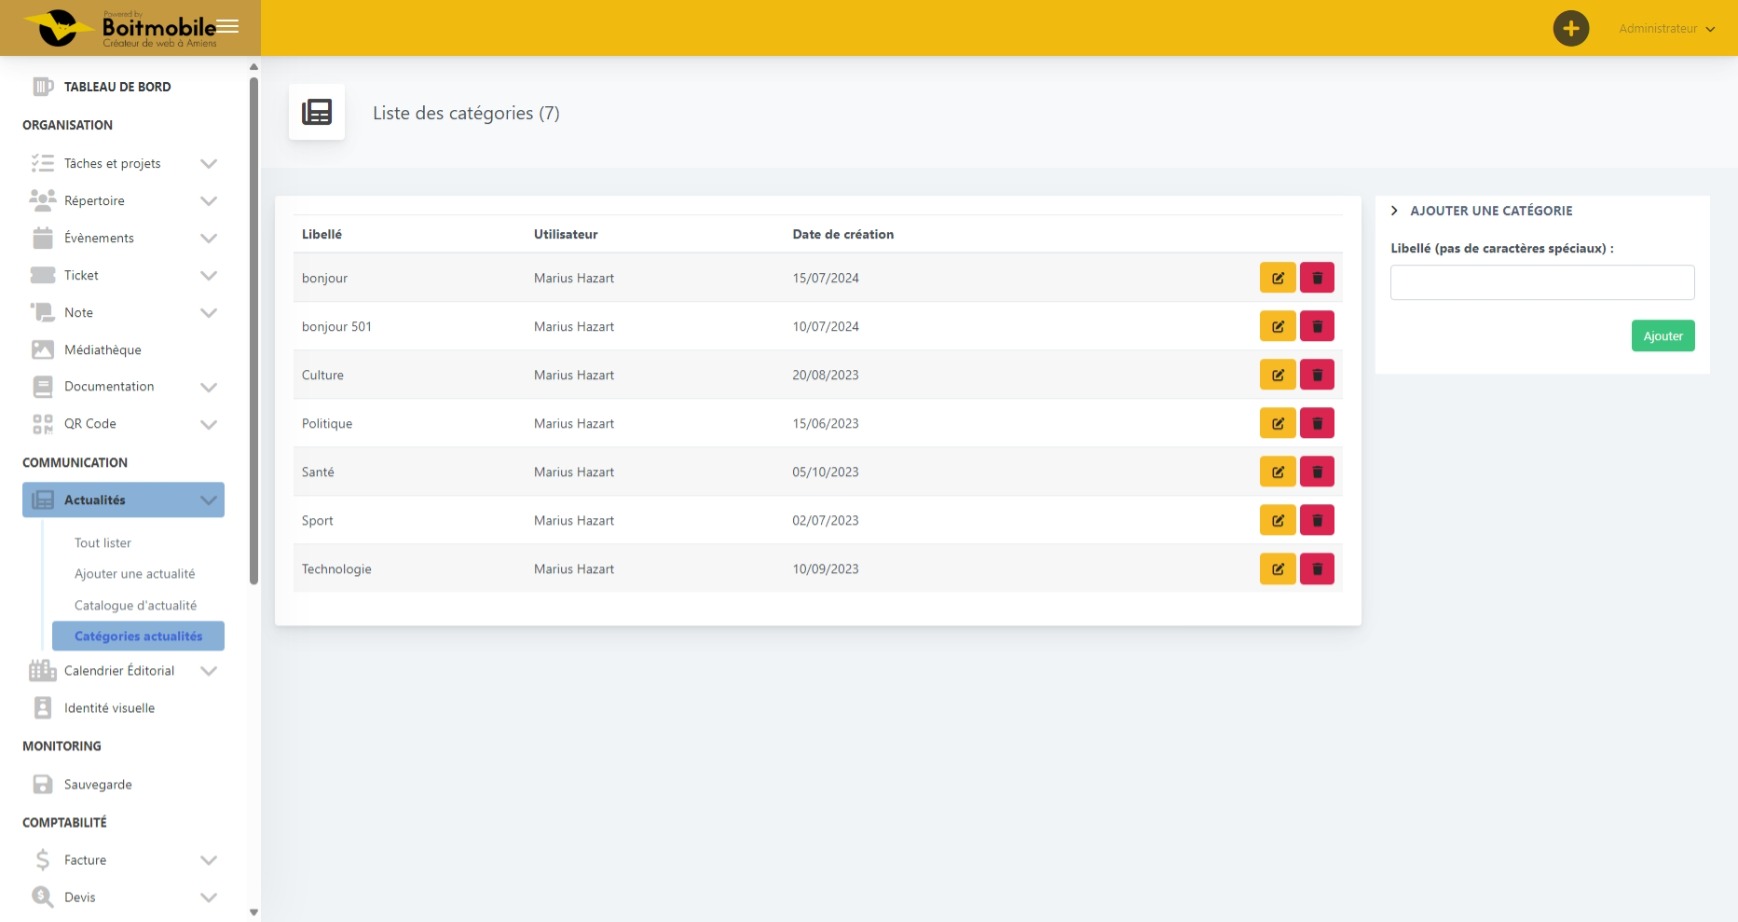 Powered by
Boitmobile
Créateur de web à Amiens
Administrateur
TABLEAU DE BORD
ORGANISATION
Tâches et projets
Répertoire
Évènements
Ticket
Note
Médiathèque
Documentation
QR Code
COMMUNICATION
Actualités
Tout lister
Ajouter une actualité
Catalogue d'actualité
Catégories actualités
Calendrier Éditorial
Identité visuelle
MONITORING
Sauvegarde
COMPTABILITÉ
Facture
Devis
Liste des catégories (7)
Libellé Utilisateur Date de création
bonjour Marius Hazart 15/07/2024
bonjour 501 Marius Hazart 10/07/2024
Culture Marius Hazart 20/08/2023
Politique Marius Hazart 15/06/2023
Santé Marius Hazart 05/10/2023
Sport Marius Hazart 02/07/2023
Technologie Marius Hazart 10/09/2023
AJOUTER UNE CATÉGORIE
Libellé (pas de caractères spéciaux) :
Ajouter